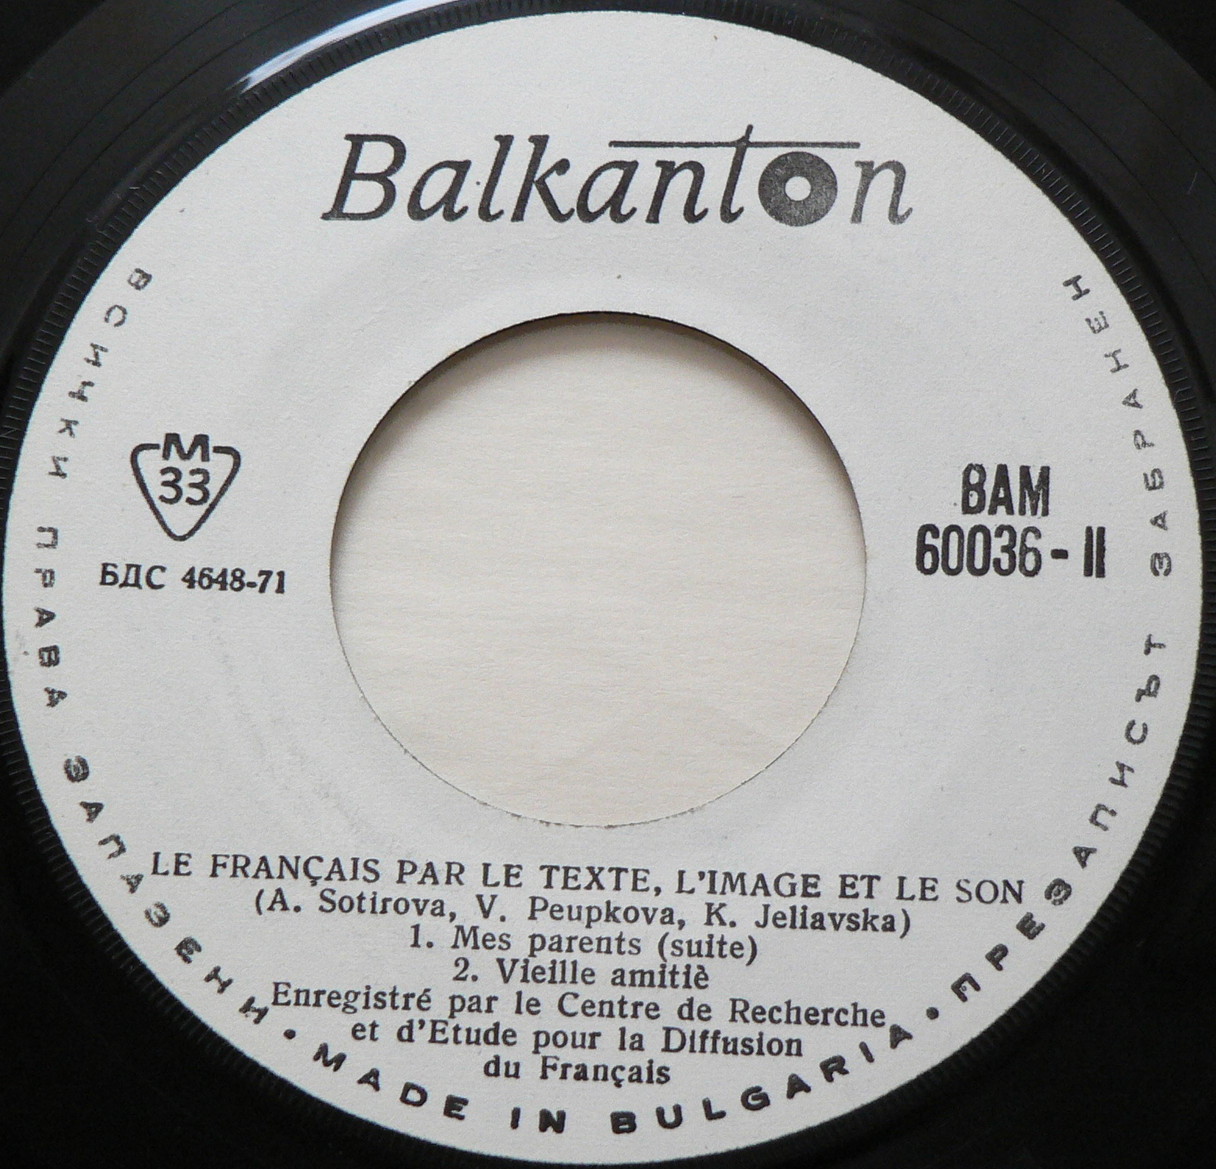 Balkanton
ВСИЧКИ ПРАВА ЗАПАЗЕНИ • MADE IN BULGARIA • ПРЕЗАПИСЪТ ЗАБРАНЕН
М
33
БДС 4648-71
ВАМ
60036 - II
LE FRANÇAIS PAR LE TEXTE, L'IMAGE ET LE SON
(A. Sotirova, V. Peupkova, K. Jeliavska)
1. Mes parents (suite)
2. Vieille amitiè
Enregistré par le Centre de Recherche
et d'Etude pour la Diffusion
du Français